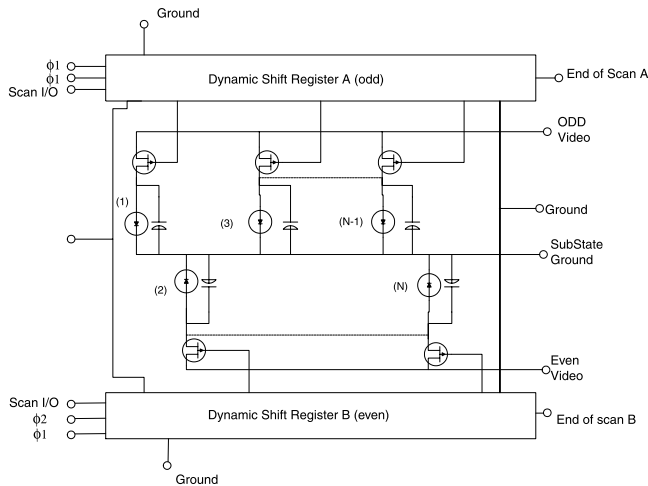 Ground
ϕ1
ϕ1
Scan I/O
Dynamic Shift Register A (odd)
End of Scan A
ODD
Video
(1)
(3)
(N-1)
Ground
SubState
Ground
(2)
(N)
Even
Video
Scan I/O
ϕ2
ϕ1
Dynamic Shift Register B (even)
End of scan B
Ground